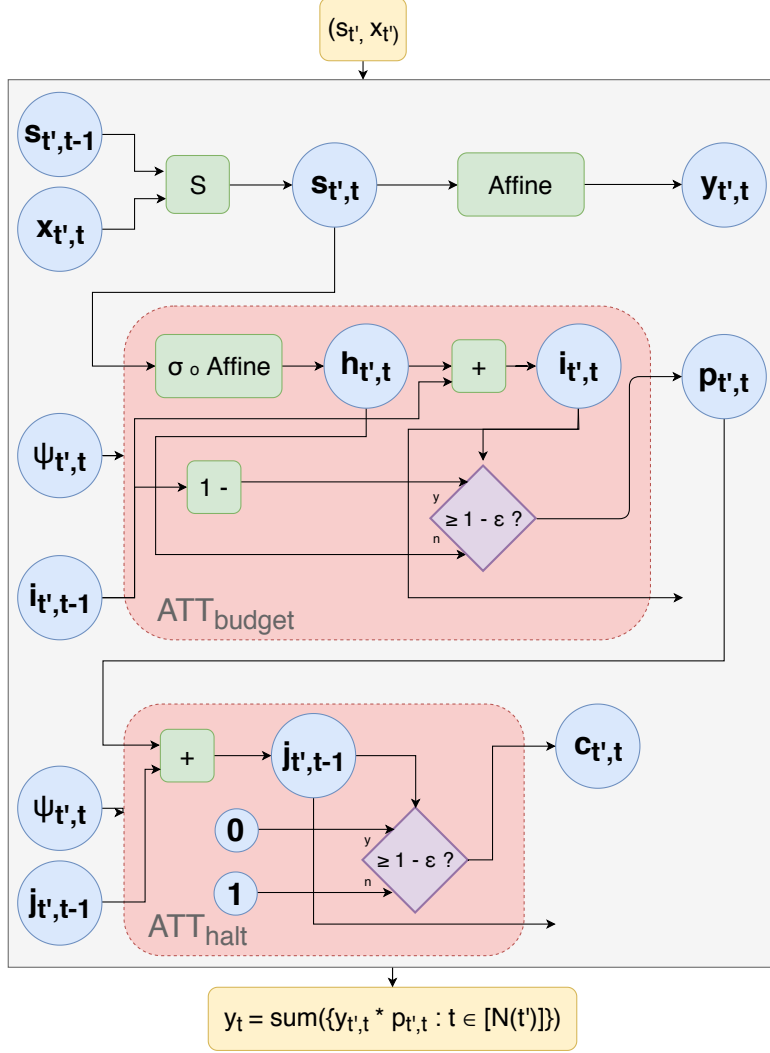 (s_t', x_t')
s_t',t-1
S
s_t',t
Affine
y_t',t
x_t',t
σ ∘ Affine
h_t',t
+
i_t',t
p_t',t
ψ_t',t
1 -
y
≥ 1 - ε ?
n
i_t',t-1
ATT_budget
+
j_t',t-1
c_t',t
ψ_t',t
0
y
≥ 1 - ε ?
n
1
j_t',t-1
ATT_halt
y_t = sum({y_t',t * p_t',t : t ∈ [N(t')]})